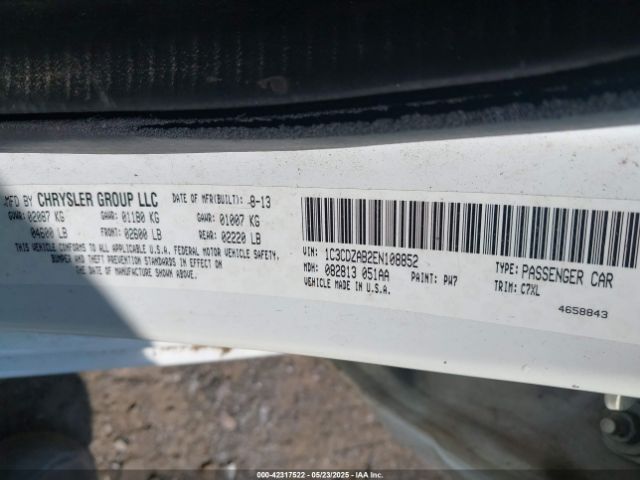 MFD BY CHRYSLER GROUP LLC DATE OF MFR(BUILT): 8-13
GVWR: 02087 KG GAWR: 01180 KG GAWR: 01007 KG
04600 LB FRONT: 02600 LB REAR: 02220 LB
THIS VEHICLE CONFORMS TO ALL APPLICABLE U.S.A. FEDERAL MOTOR VEHICLE SAFETY,
BUMPER AND THEFT PREVENTION STANDARDS IN EFFECT ON THE DATE OF MANUFACTURE SHOWN ABOVE.
VIN: 1C3CDZAB2EN108852 TYPE: PASSENGER CAR
MDH: 082813 051AA PAINT: PW7 TRIM: C7XL
VEHICLE MADE IN U.S.A.
4658843
000-42317522 - 05/23/2025 - IAAI.COM